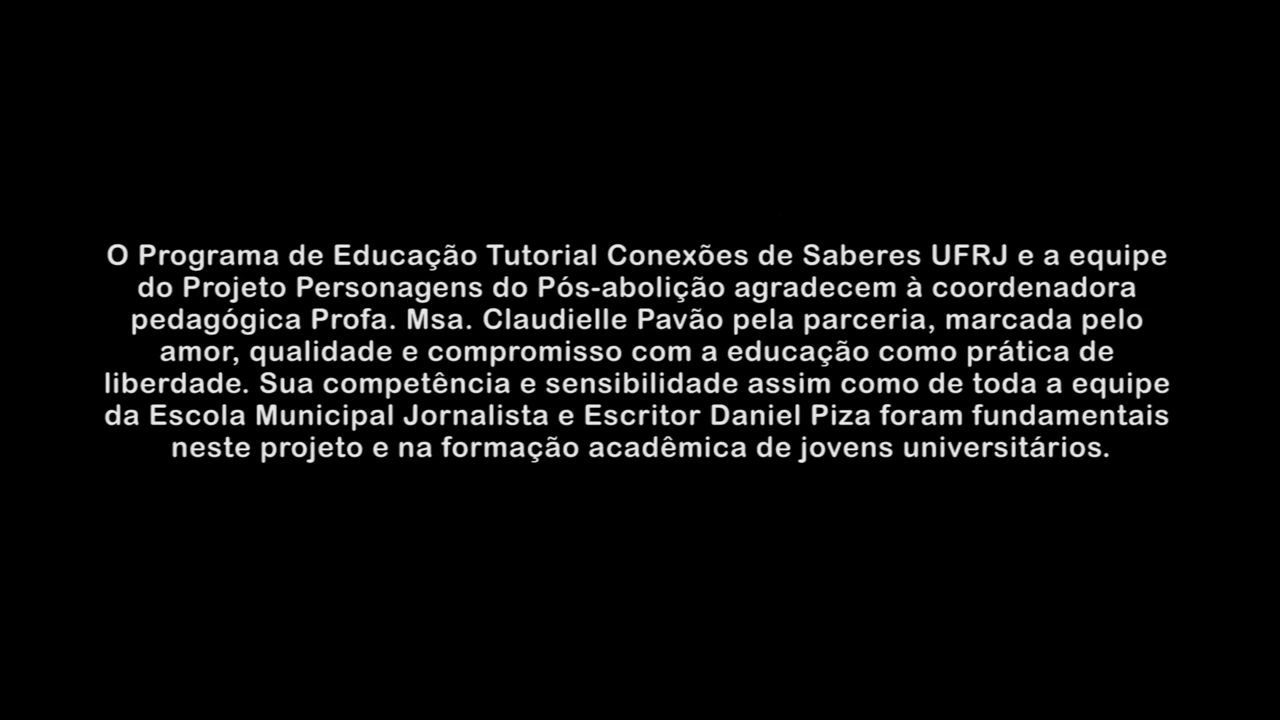 O Programa de Educação Tutorial Conexões de Saberes UFRJ e a equipe
do Projeto Personagens do Pós-abolição agradecem à coordenadora
pedagógica Profa. Msa. Claudielle Pavão pela parceria, marcada pelo
amor, qualidade e compromisso com a educação como prática de
liberdade. Sua competência e sensibilidade assim como de toda a equipe
da Escola Municipal Jornalista e Escritor Daniel Piza foram fundamentais
neste projeto e na formação acadêmica de jovens universitários.